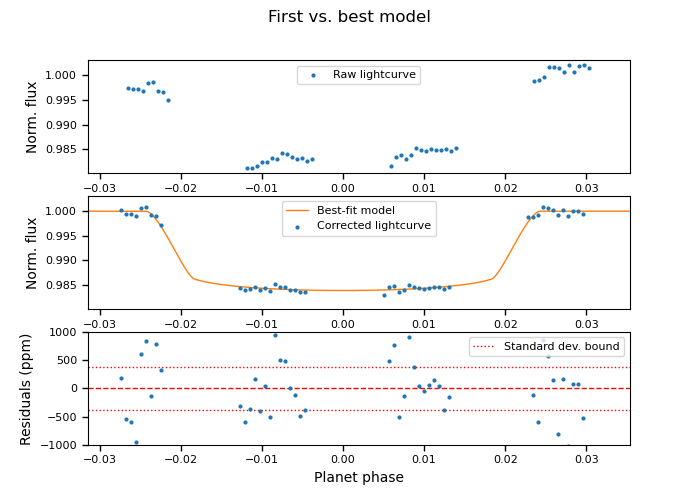 First vs. best model
Norm. flux
1.000
0.995
0.990
0.985
Raw lightcurve
−0.03 −0.02 −0.01 0.00 0.01 0.02 0.03
Norm. flux
1.000
0.995
0.990
0.985
Best-fit model
Corrected lightcurve
−0.03 −0.02 −0.01 0.00 0.01 0.02 0.03
Residuals (ppm)
1000
500
0
−500
−1000
Standard dev. bound
−0.03 −0.02 −0.01 0.00 0.01 0.02 0.03
Planet phase